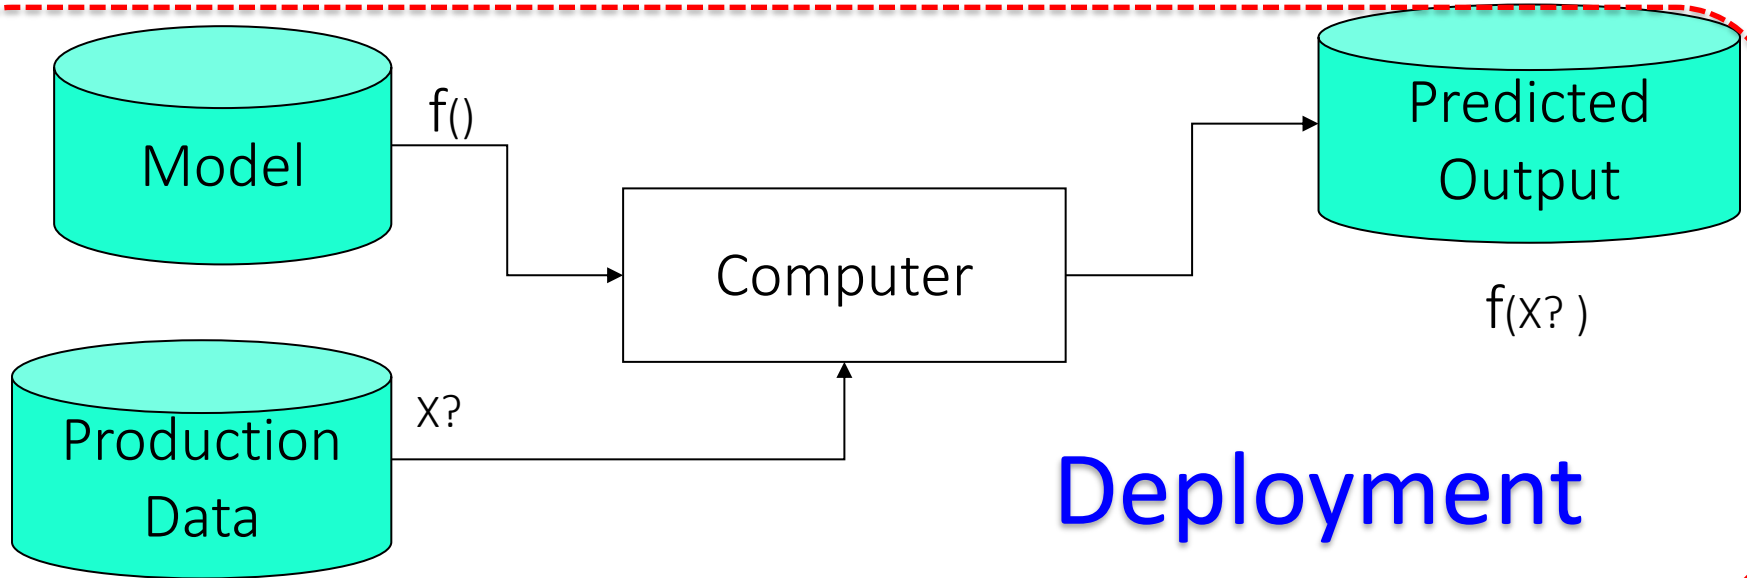 Model
f()
Computer
Predicted
Output
f(X? )
Production
Data
X?
Deployment